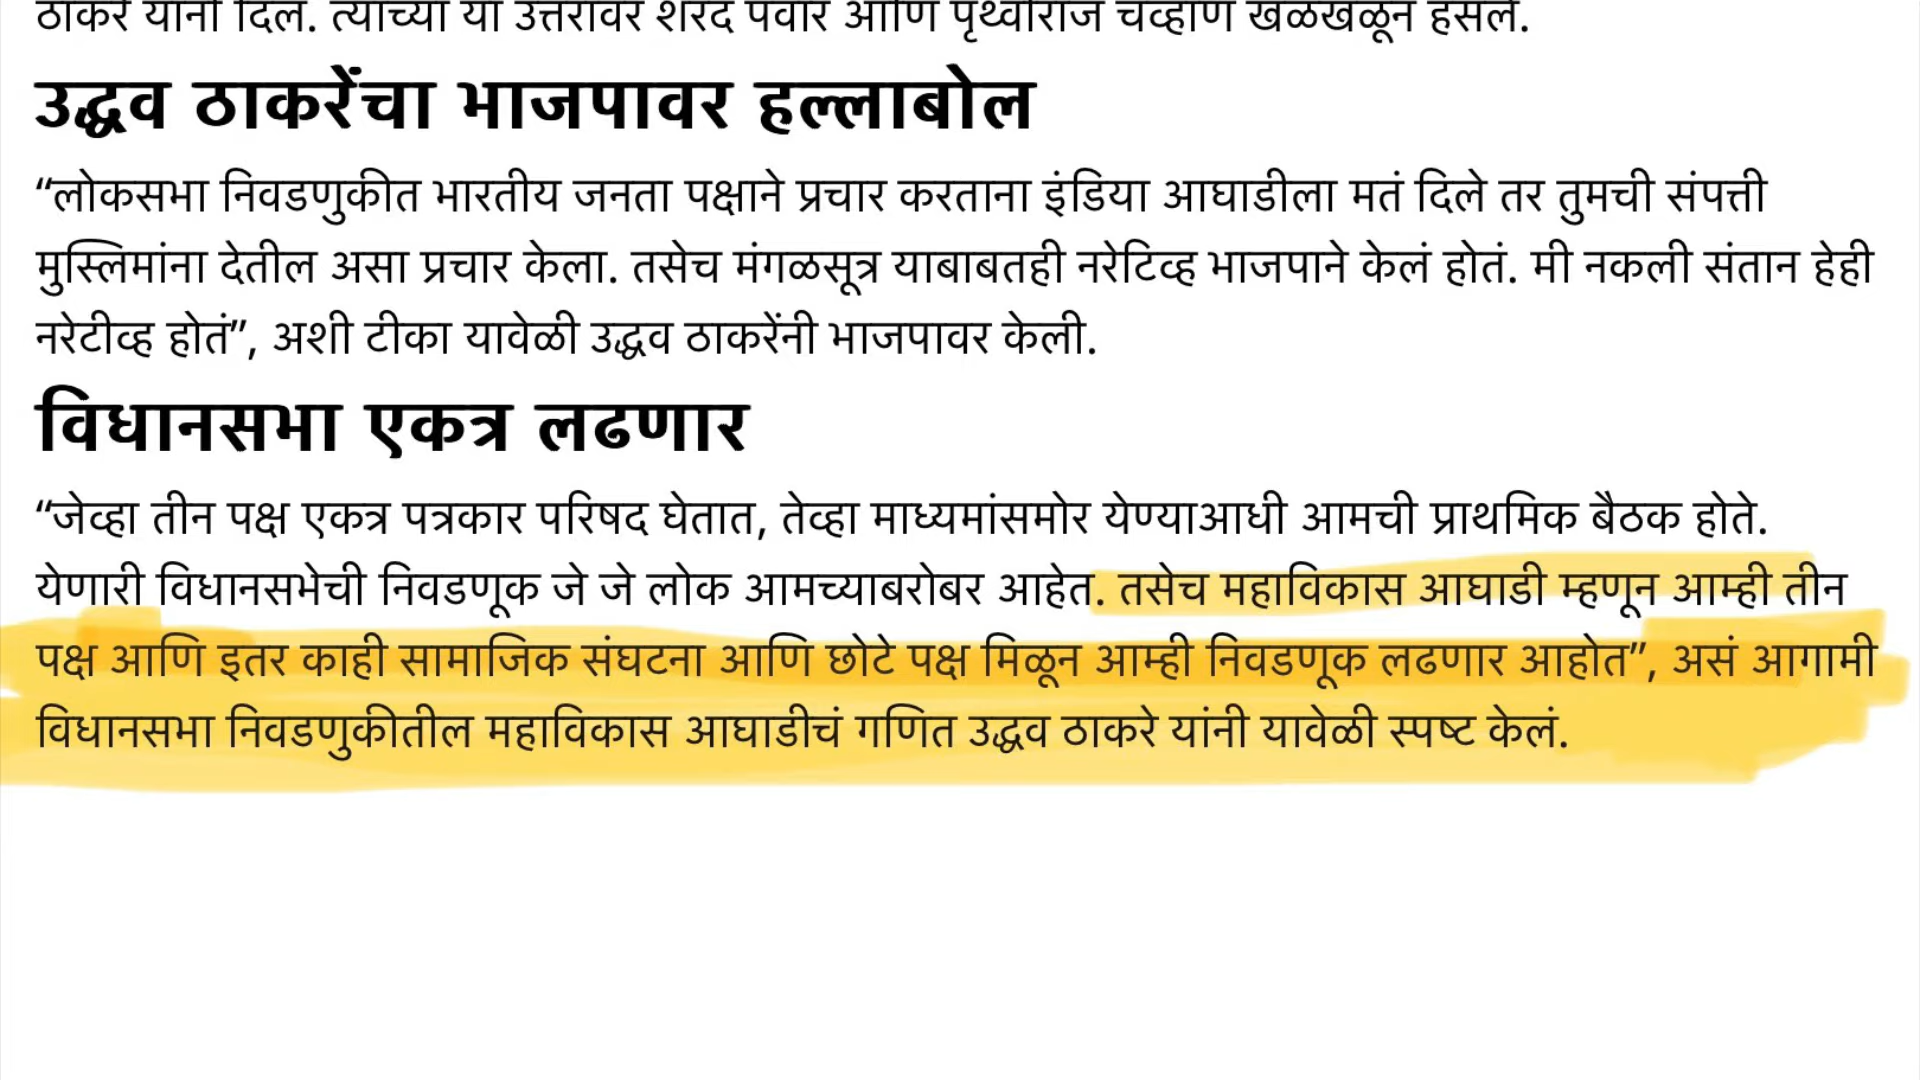 ठाकरे यांनी दिलं. त्यांच्या या उत्तरावर शरद पवार आणि पृथ्वीराज चव्हाण खळखळून हसले.
उद्धव ठाकरेंचा भाजपावर हल्लाबोल
“लोकसभा निवडणुकीत भारतीय जनता पक्षाने प्रचार करताना इंडिया आघाडीला मतं दिले तर तुमची संपत्ती
मुस्लिमांना देतील असा प्रचार केला. तसेच मंगळसूत्र याबाबतही नरेटिव्ह भाजपाने केलं होतं. मी नकली संतान हेही
नरेटीव्ह होतं”, अशी टीका यावेळी उद्धव ठाकरेंनी भाजपावर केली.
विधानसभा एकत्र लढणार
“जेव्हा तीन पक्ष एकत्र पत्रकार परिषद घेतात, तेव्हा माध्यमांसमोर येण्याआधी आमची प्राथमिक बैठक होते.
येणारी विधानसभेची निवडणूक जे जे लोक आमच्याबरोबर आहेत. तसेच महाविकास आघाडी म्हणून आम्ही तीन
पक्ष आणि इतर काही सामाजिक संघटना आणि छोटे पक्ष मिळून आम्ही निवडणूक लढणार आहोत”, असं आगामी
विधानसभा निवडणुकीतील महाविकास आघाडीचं गणित उद्धव ठाकरे यांनी यावेळी स्पष्ट केलं.